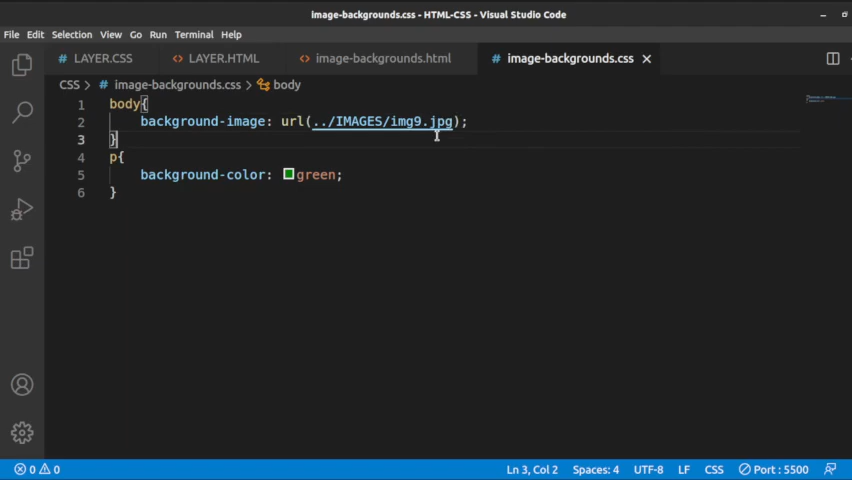 image-backgrounds.css - HTML-CSS - Visual Studio Code
File Edit Selection View Go Run Terminal Help
# LAYER.CSS <> LAYER.HTML <> image-backgrounds.html # image-backgrounds.css
CSS > # image-backgrounds.css > body
1 body{
2 background-image: url(../IMAGES/img9.jpg);
3 }
4 p{
5 background-color: green;
6 }
0 0 Ln 3, Col 2 Spaces: 4 UTF-8 LF CSS Port : 5500